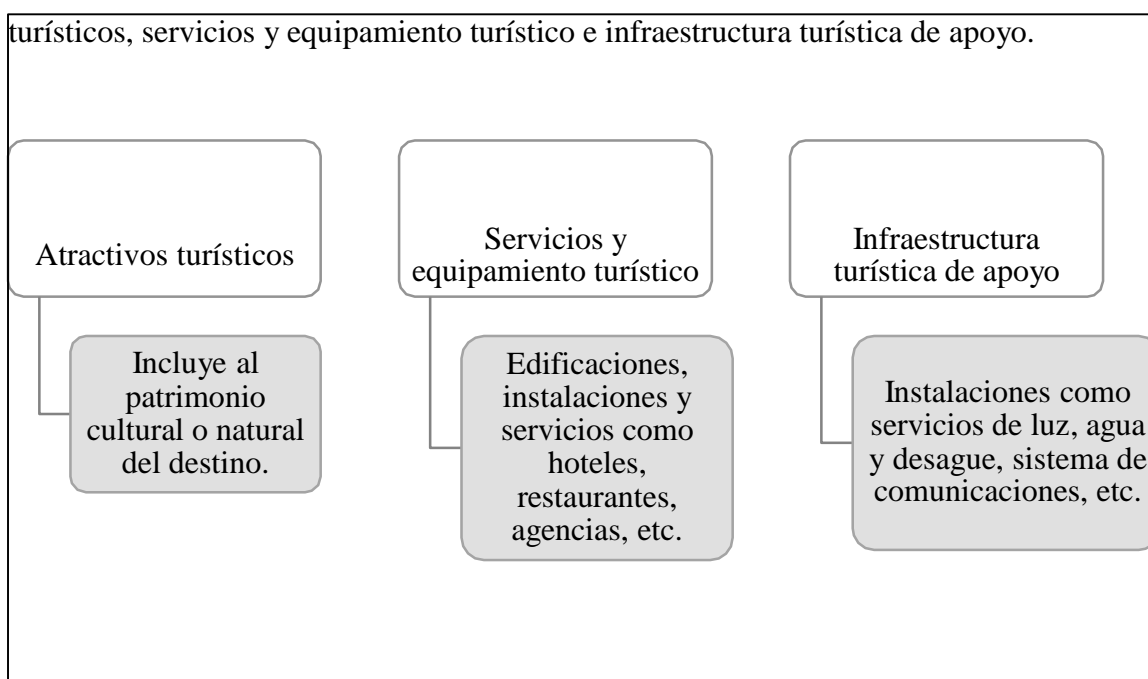 turísticos, servicios y equipamiento turístico e infraestructura turística de apoyo.
Atractivos turísticos
Incluye al
patrimonio
cultural o natural
del destino.
Servicios y
equipamiento turístico
Edificaciones,
instalaciones y
servicios como
hoteles,
restaurantes,
agencias, etc.
Infraestructura
turística de apoyo
Instalaciones como
servicios de luz, agua
y desague, sistema de
comunicaciones, etc.